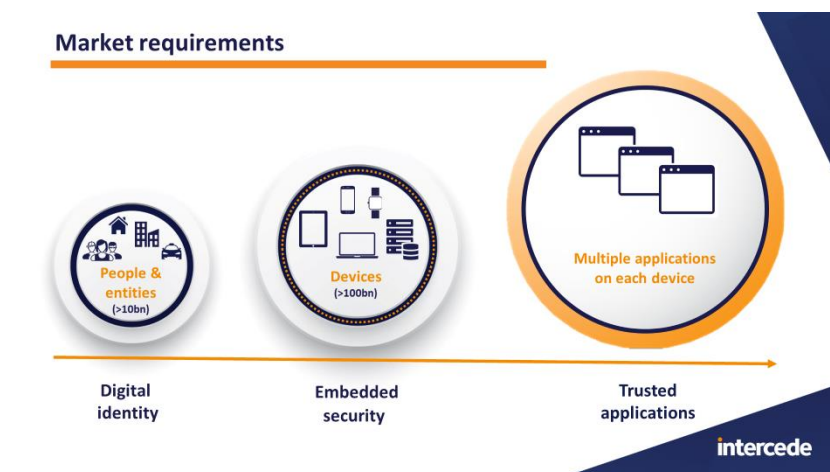 Market requirements
People &
entities
(>10bn)
Devices
(>100bn)
Multiple applications
on each device
Digital
identity
Embedded
security
Trusted
applications
intercede